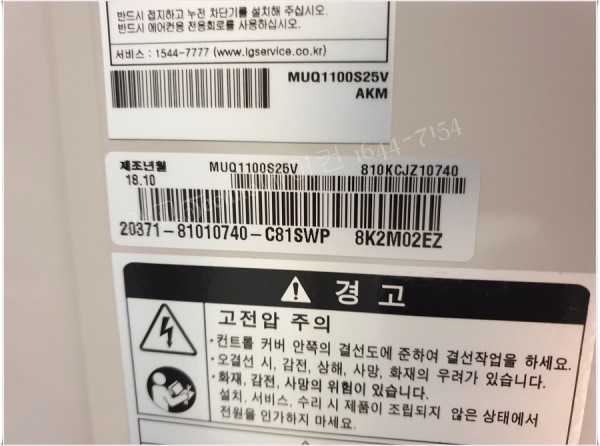 반드시 접지하고 누전 차단기를 설치해 주십시오.
반드시 에어컨용 전용회로를 사용하십시오.
서비스 : 1544-7777 (www.lgservice.co.kr)
MUQ1100S25V
AKM
1644-7154
제조년월 MUQ1100S25V 810KCJZ10740
18.10
20371-81010740-C81SWP 8K2M02EZ
경 고
고전압 주의
·컨트롤 커버 안쪽의 결선도에 준하여 결선작업을 하세요.
·오결선 시, 감전, 상해, 사망, 화재의 우려가 있습니다.
·화재, 감전, 사망의 위험이 있습니다.
설치, 서비스, 수리 시 제품이 조립되지 않은 상태에서
전원을 인가하지 마세요.